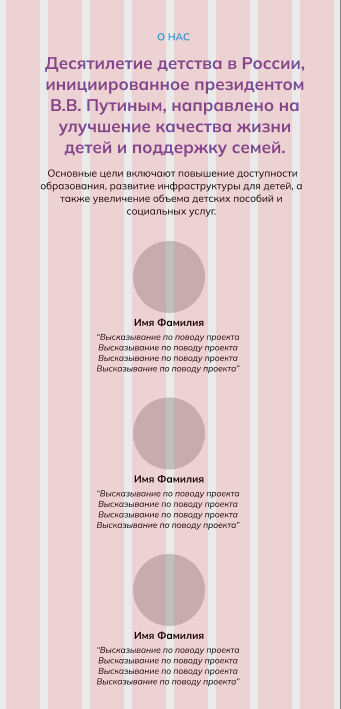 О НАС
Десятилетие детства в России,
инициированное президентом
В.В. Путиным, направлено на
улучшение качества жизни
детей и поддержку семей.
Основные цели включают повышение доступности
образования, развитие инфраструктуры для детей, а
также увеличение объема детских пособий и
социальных услуг.
Имя Фамилия
"Высказывание по поводу проекта
Высказывание по поводу проекта
Высказывание по поводу проекта
Высказывание по поводу проекта"
Имя Фамилия
"Высказывание по поводу проекта
Высказывание по поводу проекта
Высказывание по поводу проекта
Высказывание по поводу проекта"
Имя Фамилия
"Высказывание по поводу проекта
Высказывание по поводу проекта
Высказывание по поводу проекта
Высказывание по поводу проекта"